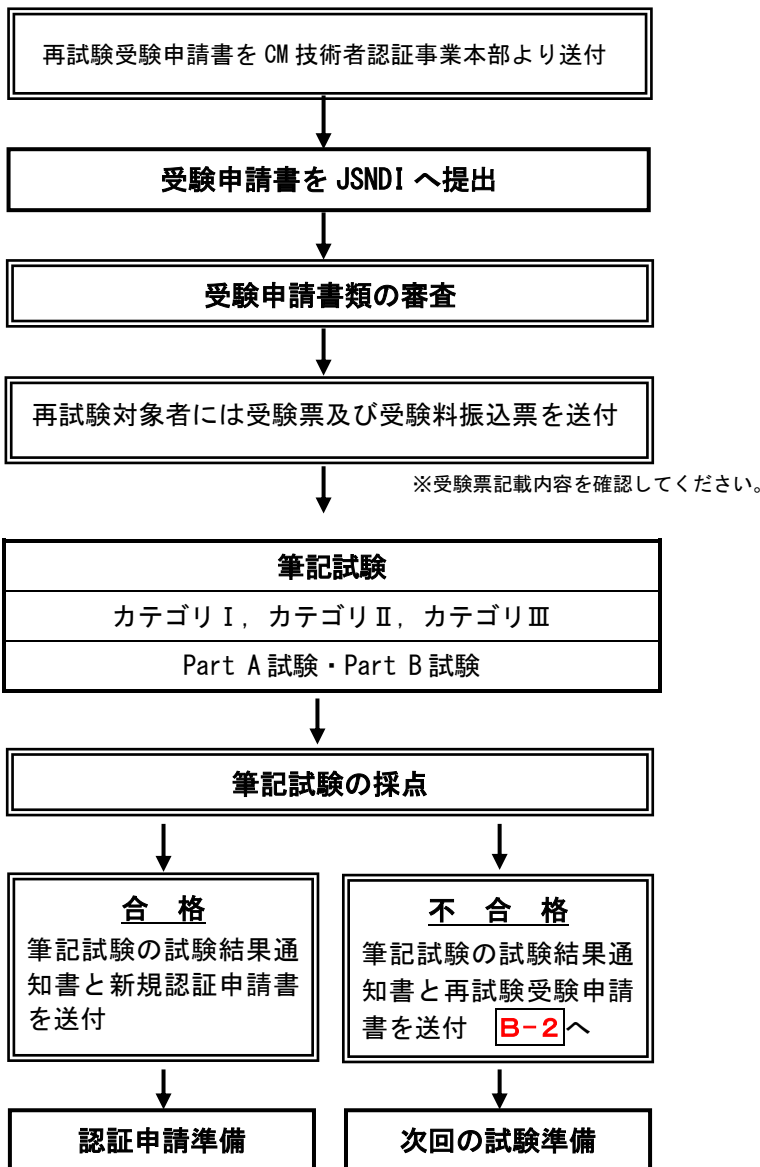 再試験受験申請書を CM 技術者認証事業本部より送付
受験申請書を JSNDI へ提出
受験申請書類の審査
再試験対象者には受験票及び受験料振込票を送付
※受験票記載内容を確認してください。
筆記試験
カテゴリⅠ, カテゴリⅡ, カテゴリⅢ
Part A 試験・Part B 試験
筆記試験の採点
合 格
筆記試験の試験結果通
知書と新規認証申請書
を送付
不 合 格
筆記試験の試験結果通
知書と再試験受験申請
書を送付 B-2 へ
認証申請準備
次回の試験準備